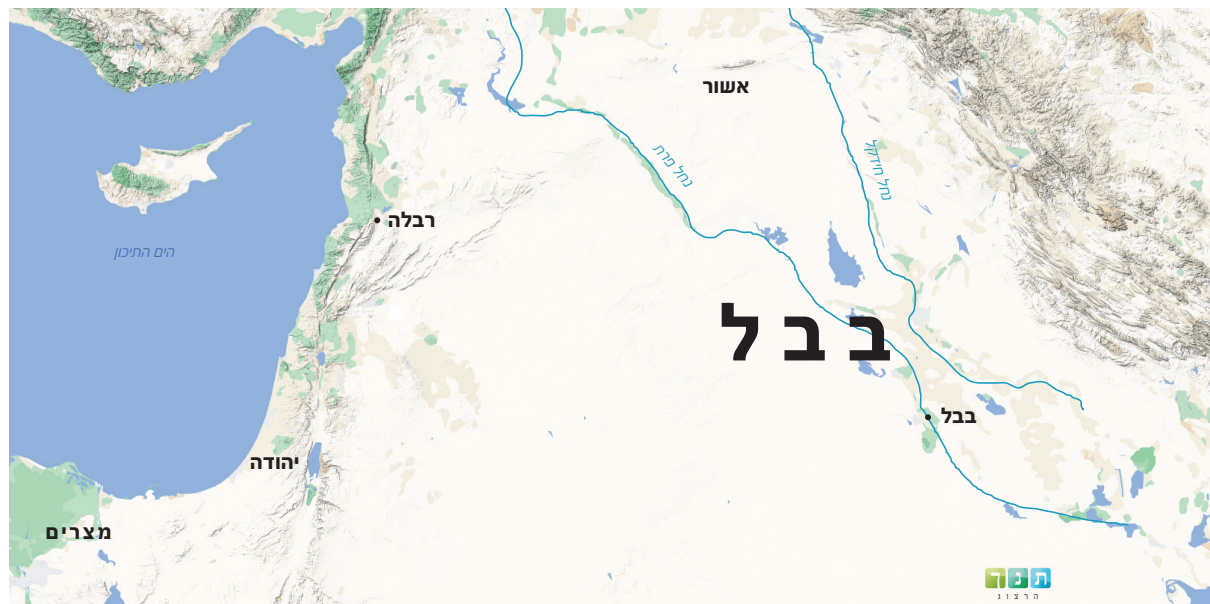 אשור
נחל פרת
נחל חידקל
רבלה
הים התיכון
בבל
בבל
יהודה
מצרים
תנך
הרצוג